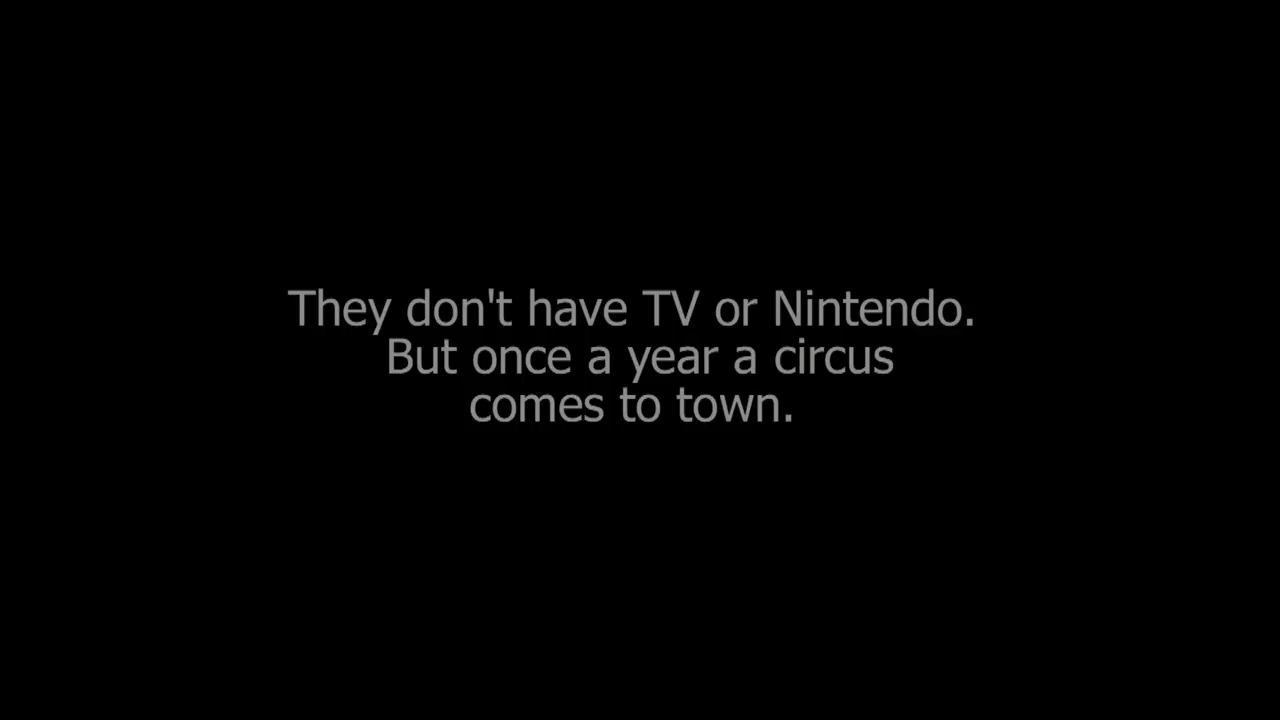 They don't have TV or Nintendo.
But once a year a circus
comes to town.